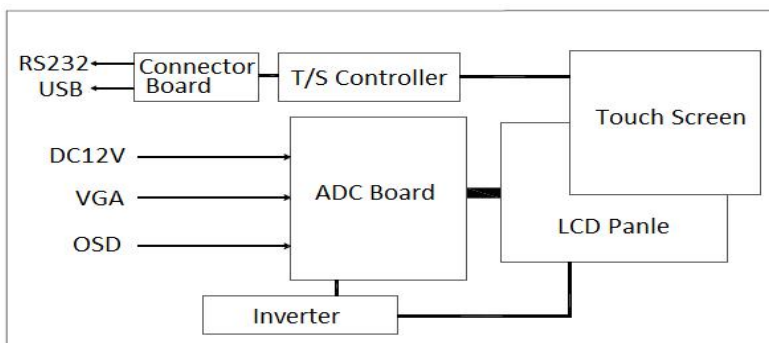 RS232
USB
Connector
Board
T/S Controller
Touch Screen
DC12V
VGA
OSD
ADC Board
LCD Panle
Inverter